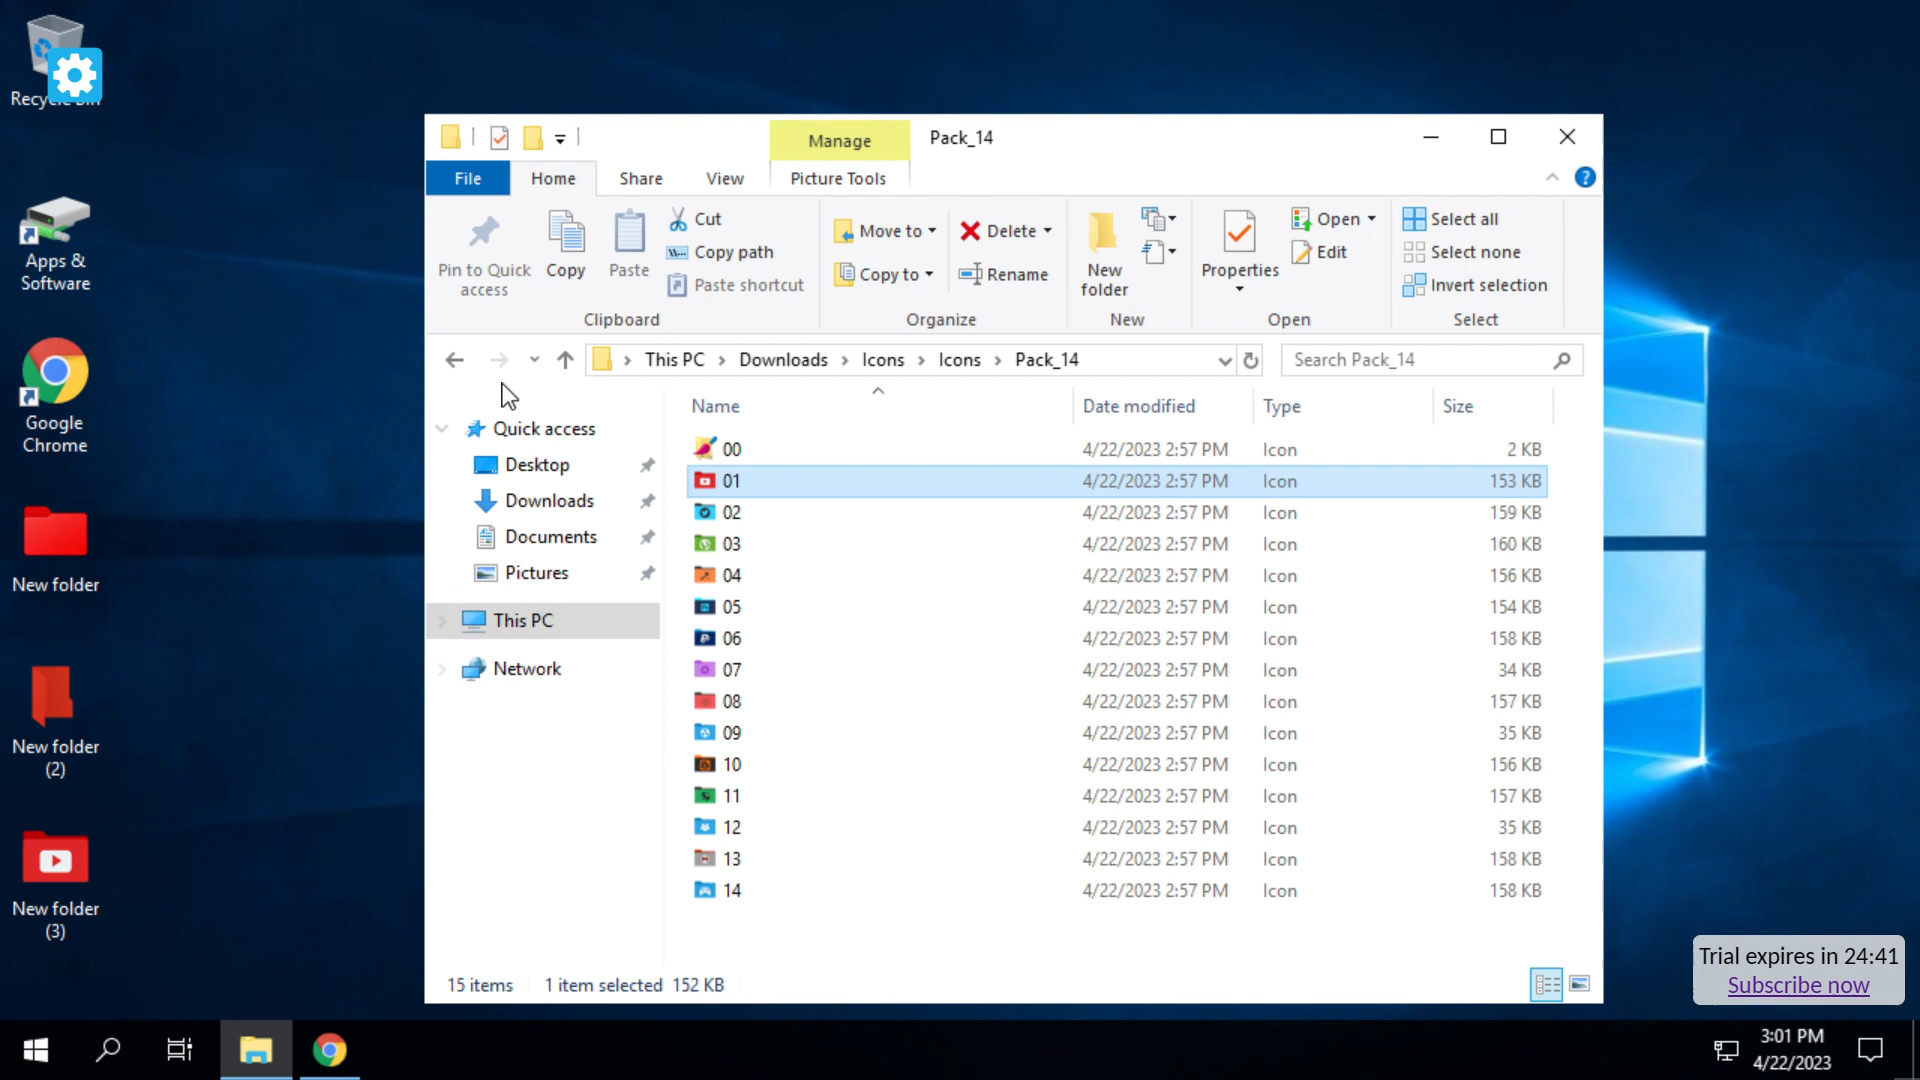 Recycle Bin
Apps &
Software
Google
Chrome
New folder
New folder
(2)
New folder
(3)
Manage
Pack_14
File
Home
Share
View
Picture Tools
Pin to Quick
access
Copy
Paste
Cut
Copy path
Paste shortcut
Clipboard
Move to
Copy to
Delete
Rename
Organize
New
folder
New
Properties
Open
Edit
Open
Select all
Select none
Invert selection
Select
This PC > Downloads > Icons > Icons > Pack_14
Search Pack_14
Quick access
Desktop
Downloads
Documents
Pictures
This PC
Network
Name Date modified Type Size
00 4/22/2023 2:57 PM Icon 2 KB
01 4/22/2023 2:57 PM Icon 153 KB
02 4/22/2023 2:57 PM Icon 159 KB
03 4/22/2023 2:57 PM Icon 160 KB
04 4/22/2023 2:57 PM Icon 156 KB
05 4/22/2023 2:57 PM Icon 154 KB
06 4/22/2023 2:57 PM Icon 158 KB
07 4/22/2023 2:57 PM Icon 34 KB
08 4/22/2023 2:57 PM Icon 157 KB
09 4/22/2023 2:57 PM Icon 35 KB
10 4/22/2023 2:57 PM Icon 156 KB
11 4/22/2023 2:57 PM Icon 157 KB
12 4/22/2023 2:57 PM Icon 35 KB
13 4/22/2023 2:57 PM Icon 158 KB
14 4/22/2023 2:57 PM Icon 158 KB
15 items 1 item selected 152 KB
Trial expires in 24:41
Subscribe now
3:01 PM
4/22/2023